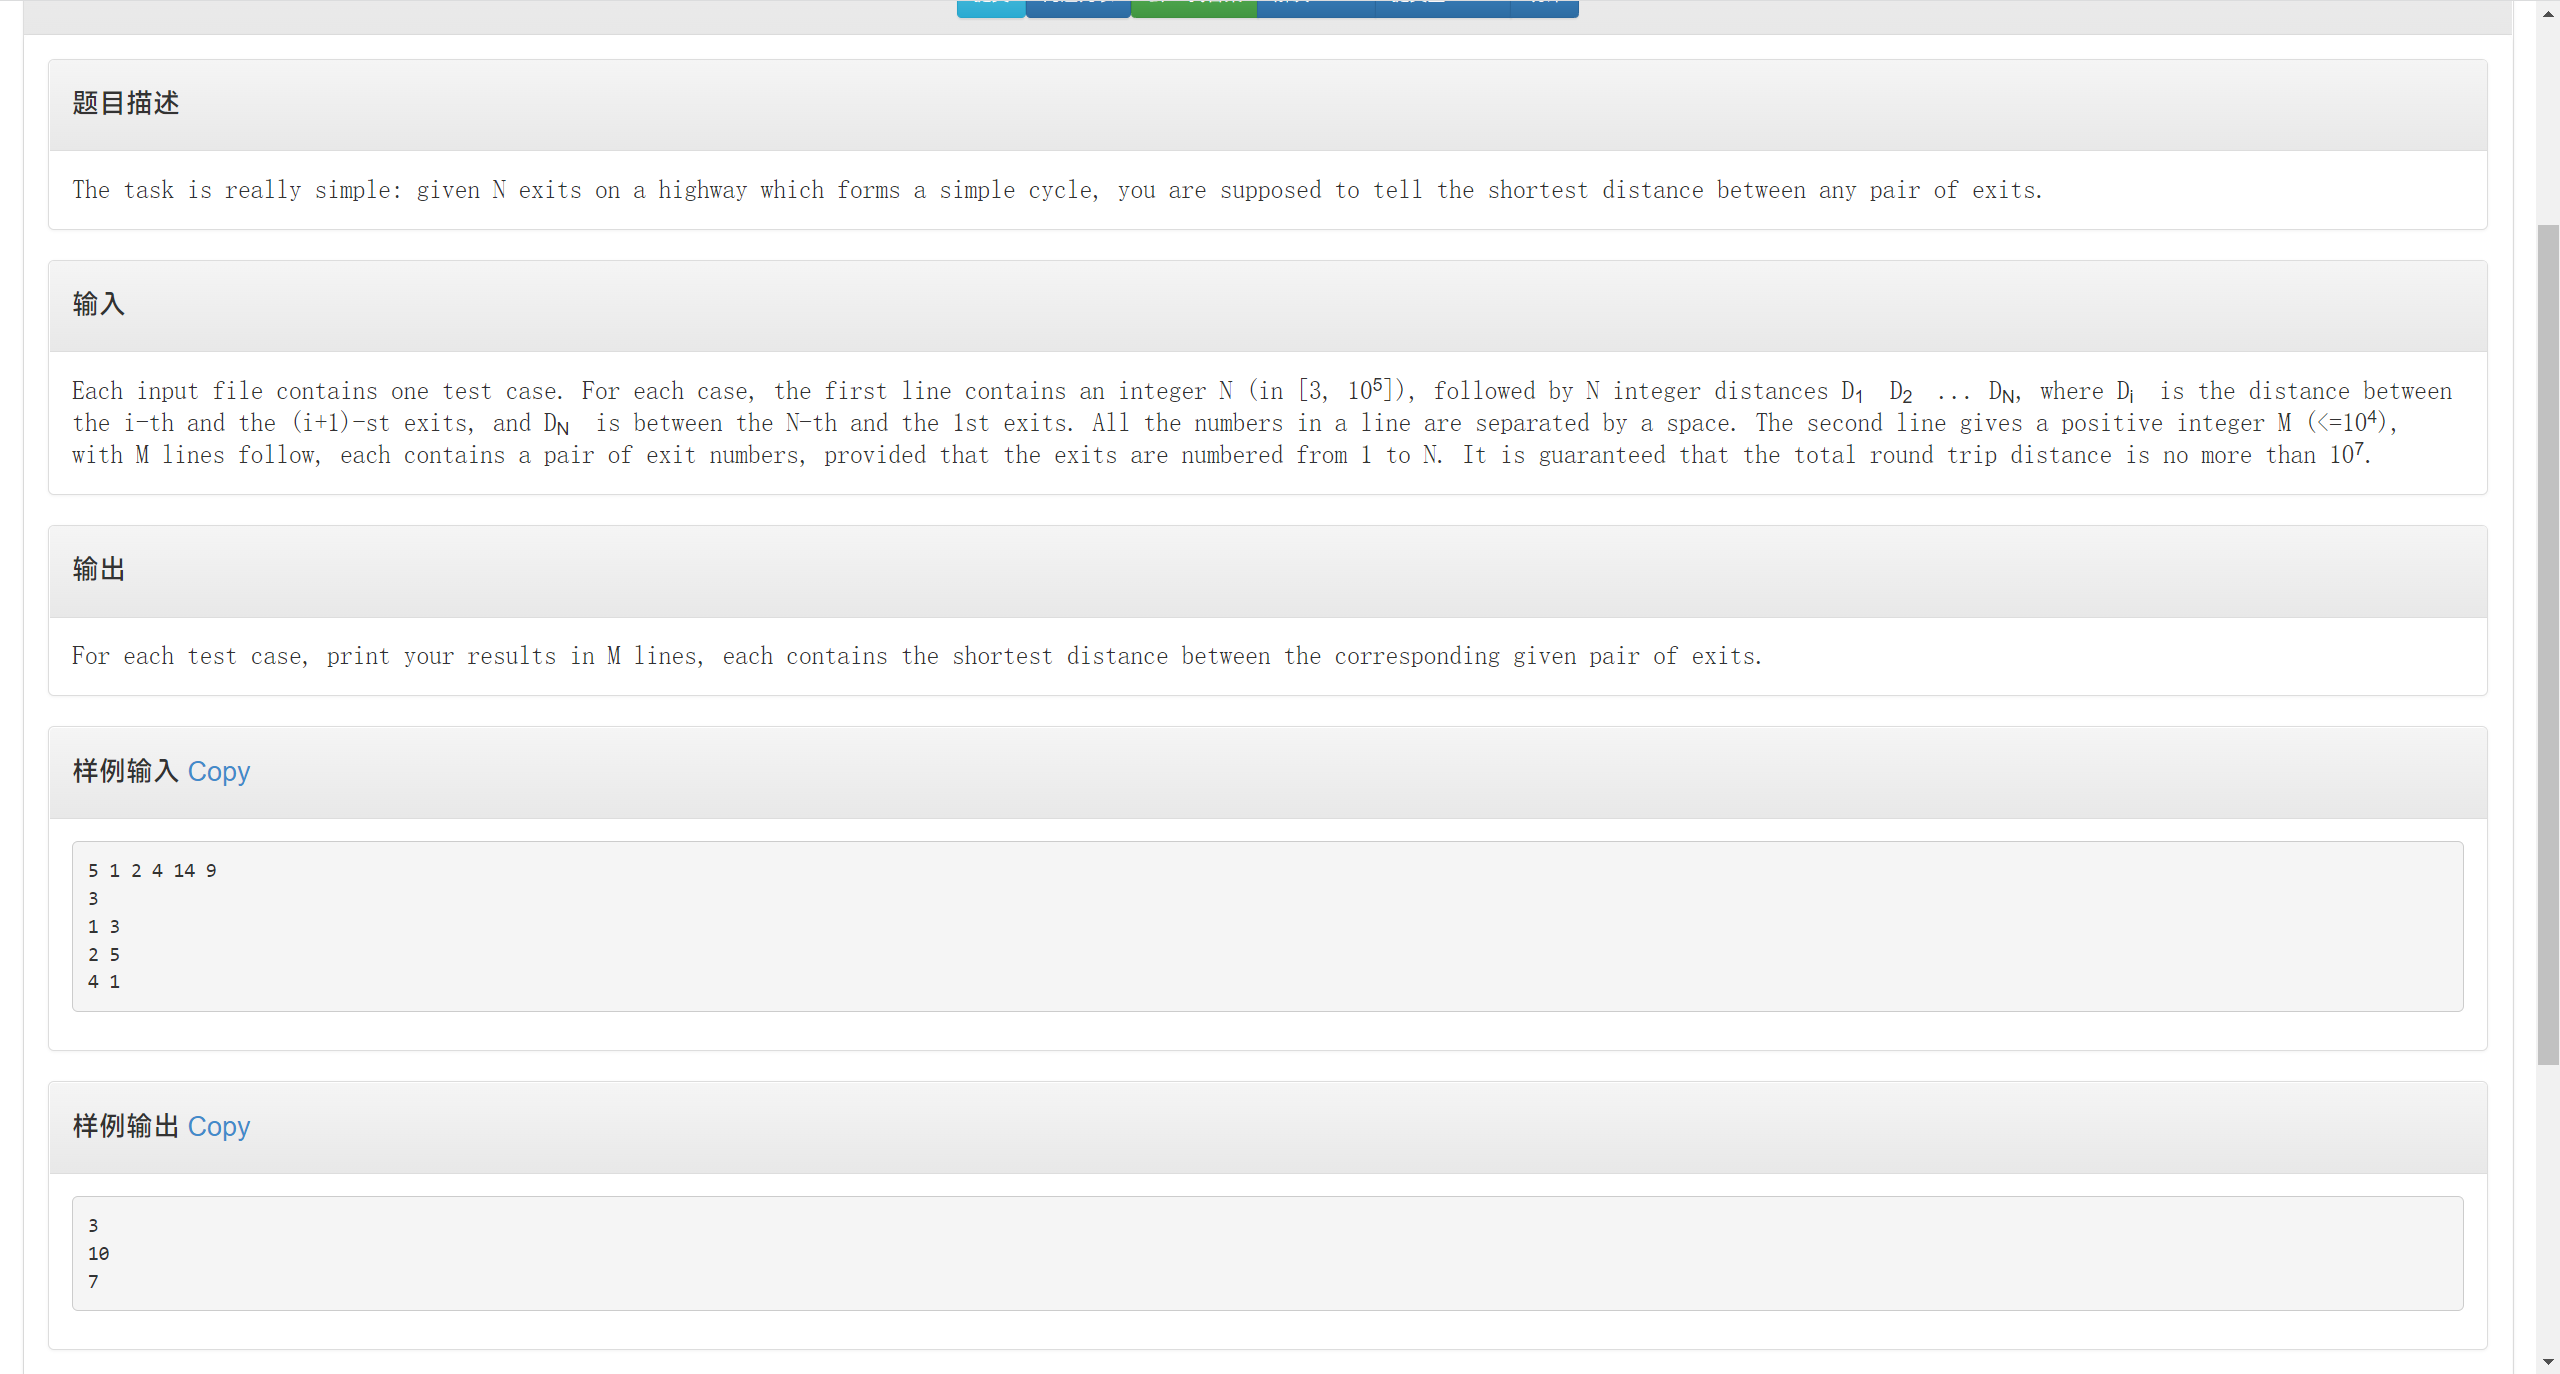 题目描述
The task is really simple: given N exits on a highway which forms a simple cycle, you are supposed to tell the shortest distance between any pair of exits.
输入
Each input file contains one test case. For each case, the first line contains an integer N (in [3, 10⁵]), followed by N integer distances D₁ D₂ ... D_N, where Dᵢ is the distance between
the i-th and the (i+1)-st exits, and D_N is between the N-th and the 1st exits. All the numbers in a line are separated by a space. The second line gives a positive integer M (<=10⁴),
with M lines follow, each contains a pair of exit numbers, provided that the exits are numbered from 1 to N. It is guaranteed that the total round trip distance is no more than 10⁷.
输出
For each test case, print your results in M lines, each contains the shortest distance between the corresponding given pair of exits.
样例输入 Copy
5 1 2 4 14 9
3
1 3
2 5
4 1
样例输出 Copy
3
10
7